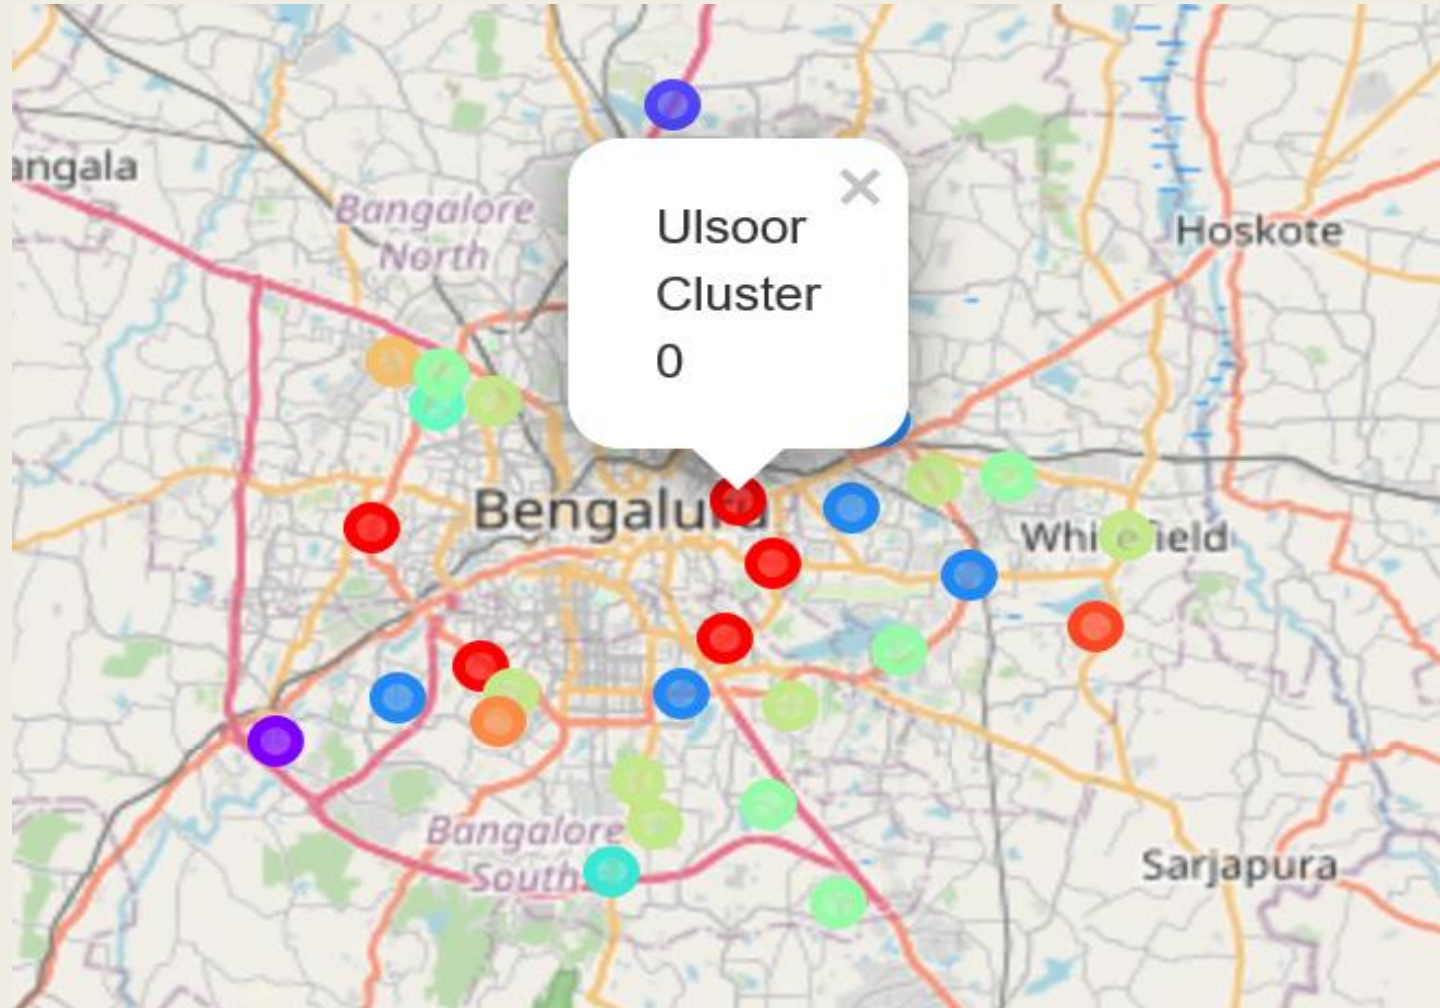 angala
Bangalore
North
Hoskote
Ulsoor
Cluster
0
Bengaluru
Whitefield
Bangalore
South
Sarjapura